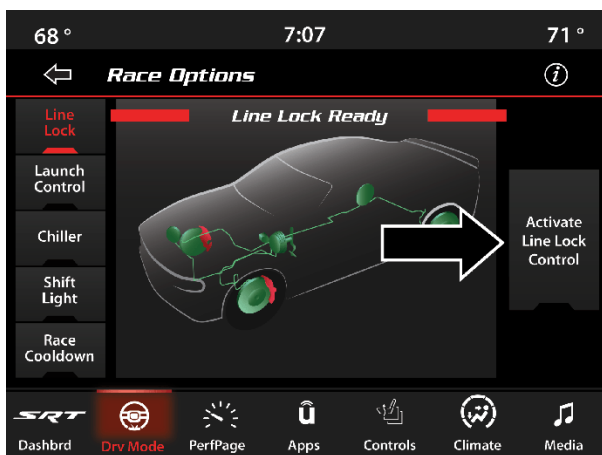 68 °
7:07
71 °
Race Options
i
Line
Lock
Line Lock Ready
Launch
Control
Chiller
Shift
Light
Race
Cooldown
Activate
Line Lock
Control
SRT
û
Dashbrd
Drv Mode
PerfPage
Apps
Controls
Climate
Media